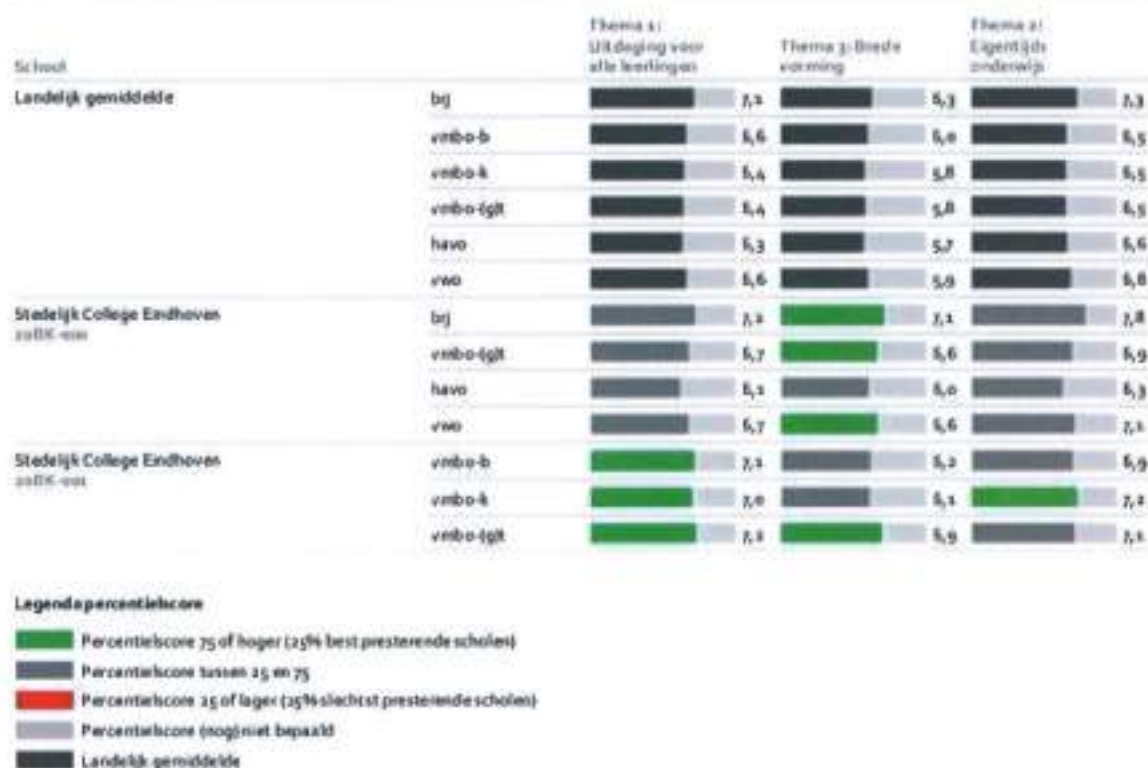 School
Thema 1:
Uitdaging voor
alle leerlingen
Thema 3: Brede
vorming
Thema 2:
Eigentijds
onderwijs
Landelijk gemiddelde
brj 7,2 6,3 7,3
vmbo-b 6,6 6,0 6,5
vmbo-k 6,4 5,8 6,5
vmbo-(g)t 6,4 5,8 6,5
havo 6,3 5,7 6,6
vwo 6,6 5,9 6,8
Stedelijk College Eindhoven
brj 7,2 7,1 7,8
vmbo-(g)t 6,7 6,6 6,9
havo 6,2 6,0 6,3
vwo 6,7 6,6 7,1
Stedelijk College Eindhoven
vmbo-b 7,1 6,2 6,9
vmbo-k 7,0 6,1 7,2
vmbo-(g)t 7,2 6,9 7,1
Legenda percentielscore
Percentielscore 75 of hoger (25% best presterende scholen)
Percentielscore tussen 25 en 75
Percentielscore 25 of lager (25% slechtst presterende scholen)
Percentielscore (nog) niet bepaald
Landelijk gemiddelde